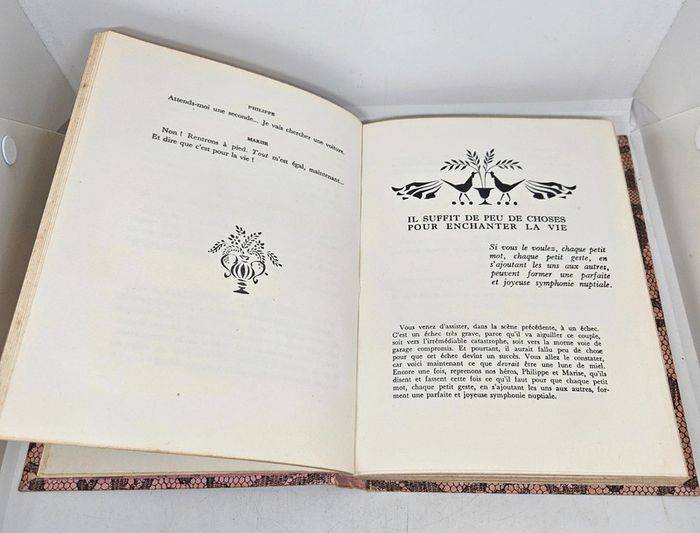 PHILIPPE
Attends-moi une seconde... Je vais chercher une voiture.
MARISE
Non ! Rentrons à pied. Tout m'est égal, maintenant...
Et dire que c'est pour la vie !
IL SUFFIT DE PEU DE CHOSES
POUR ENCHANTER LA VIE
Si vous le voulez, chaque petit
mot, chaque petit geste, en
s'ajoutant les uns aux autres,
peuvent former une parfaite
et joyeuse symphonie nuptiale.
Vous venez d'assister, dans la scène précédente, à un échec.
C'est un échec très grave, parce qu'il va aiguiller ce couple,
soit vers l'irrémédiable catastrophe, soit vers la morne voie de
garage compromis. Et pourtant, il aurait fallu peu de chose
pour que cet échec devînt un succès. Vous allez le constater,
car voici maintenant ce que devrait être une lune de miel.
Encore une fois, reprenons nos héros, Philippe et Marise, qu'ils
disent et fassent cette fois ce qu'il faut pour que chaque petit
mot, chaque petit geste, en s'ajoutant les uns aux autres, for-
ment une parfaite et joyeuse symphonie nuptiale.